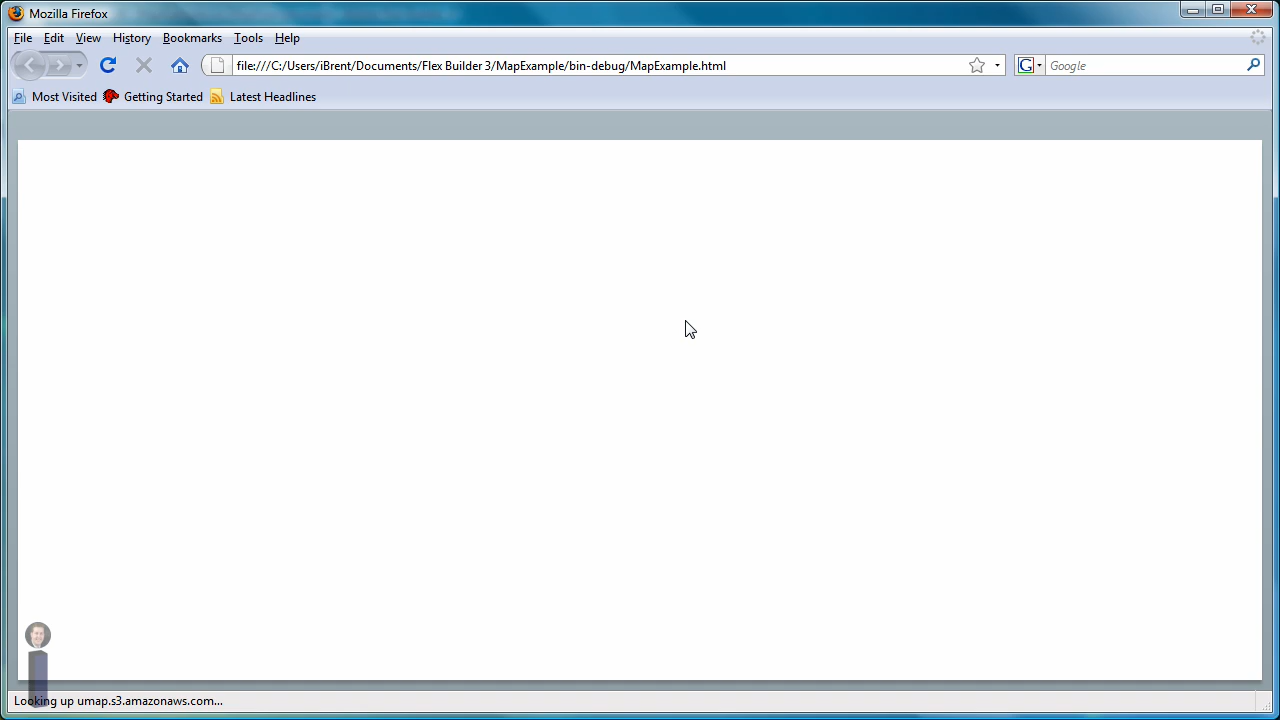 Mozilla Firefox
File Edit View History Bookmarks Tools Help
file:///C:/Users/iBrent/Documents/Flex Builder 3/MapExample/bin-debug/MapExample.html
G Google
Most Visited Getting Started Latest Headlines
Looking up umap.s3.amazonaws.com...